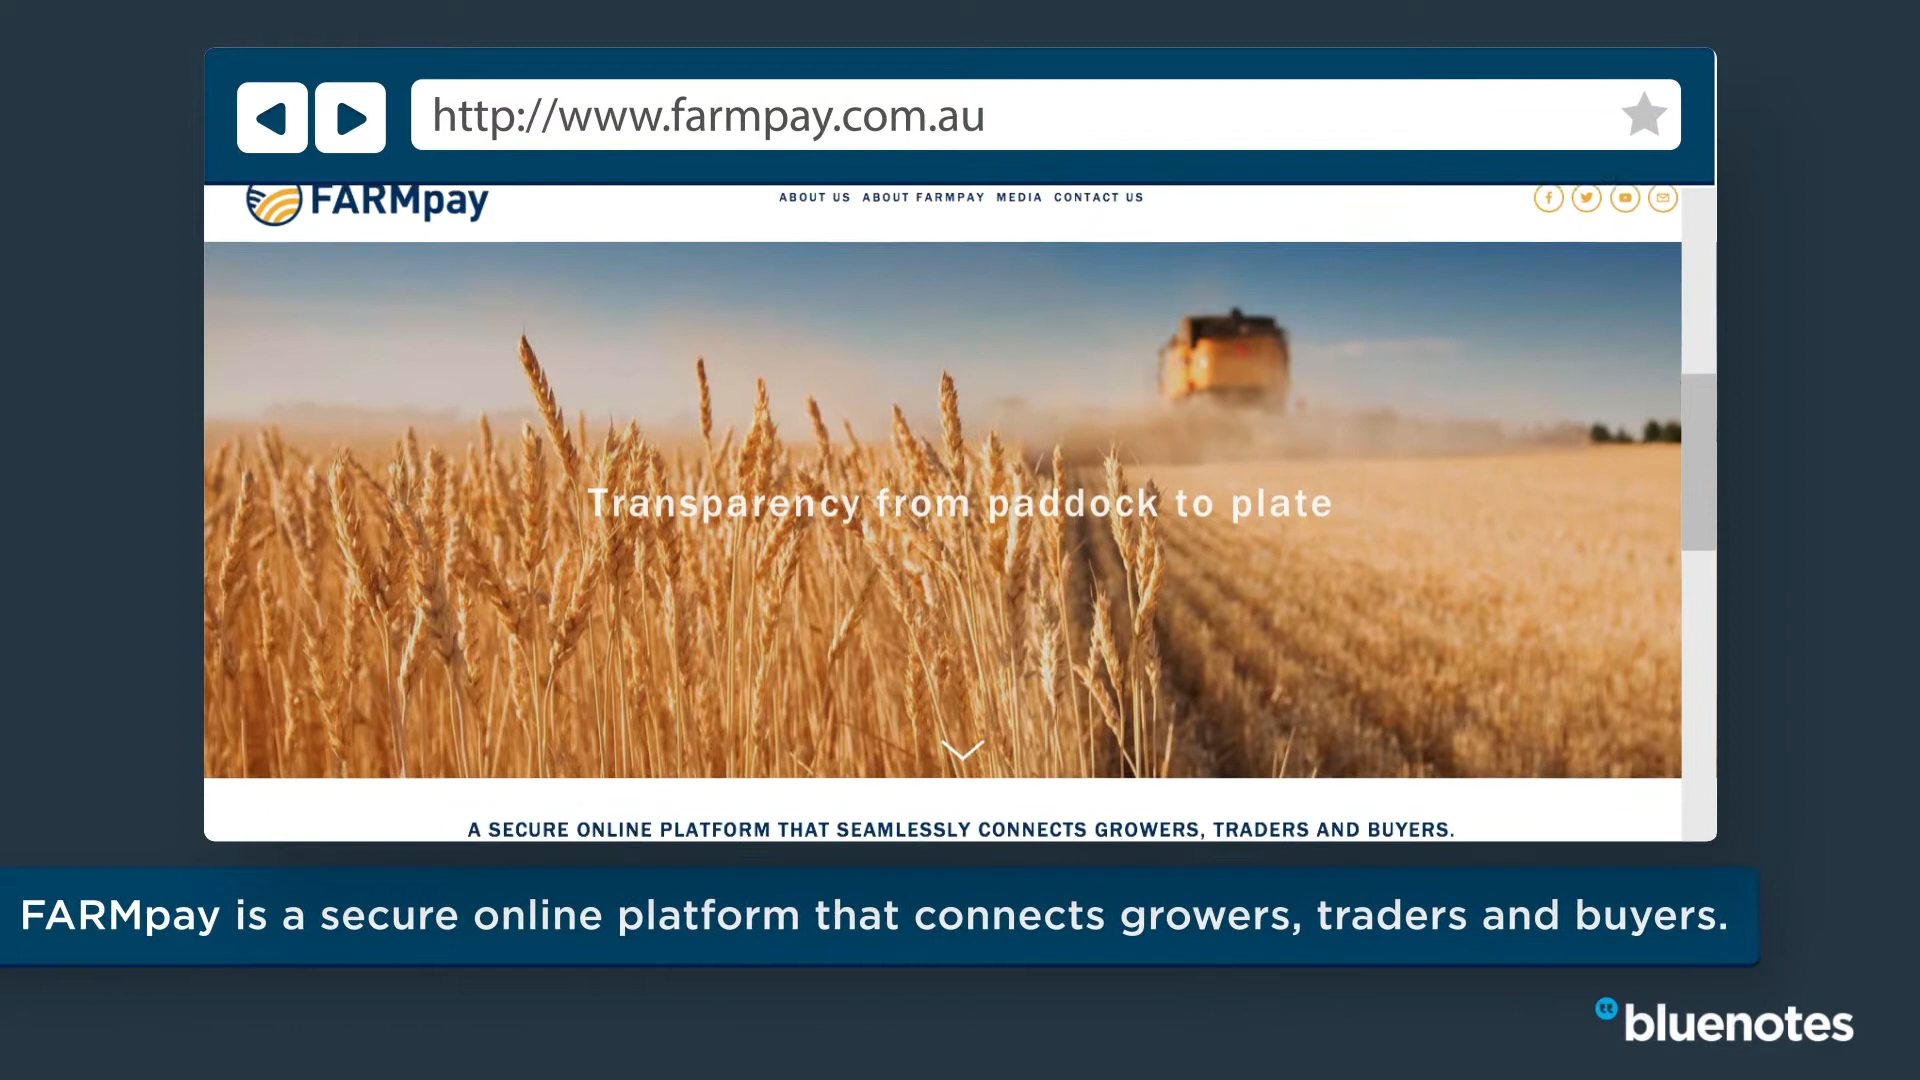 http://www.farmpay.com.au
FARMpay
ABOUT US ABOUT FARMPAY MEDIA CONTACT US
Transparency from paddock to plate
A SECURE ONLINE PLATFORM THAT SEAMLESSLY CONNECTS GROWERS, TRADERS AND BUYERS.
FARMpay is a secure online platform that connects growers, traders and buyers.
bluenotes